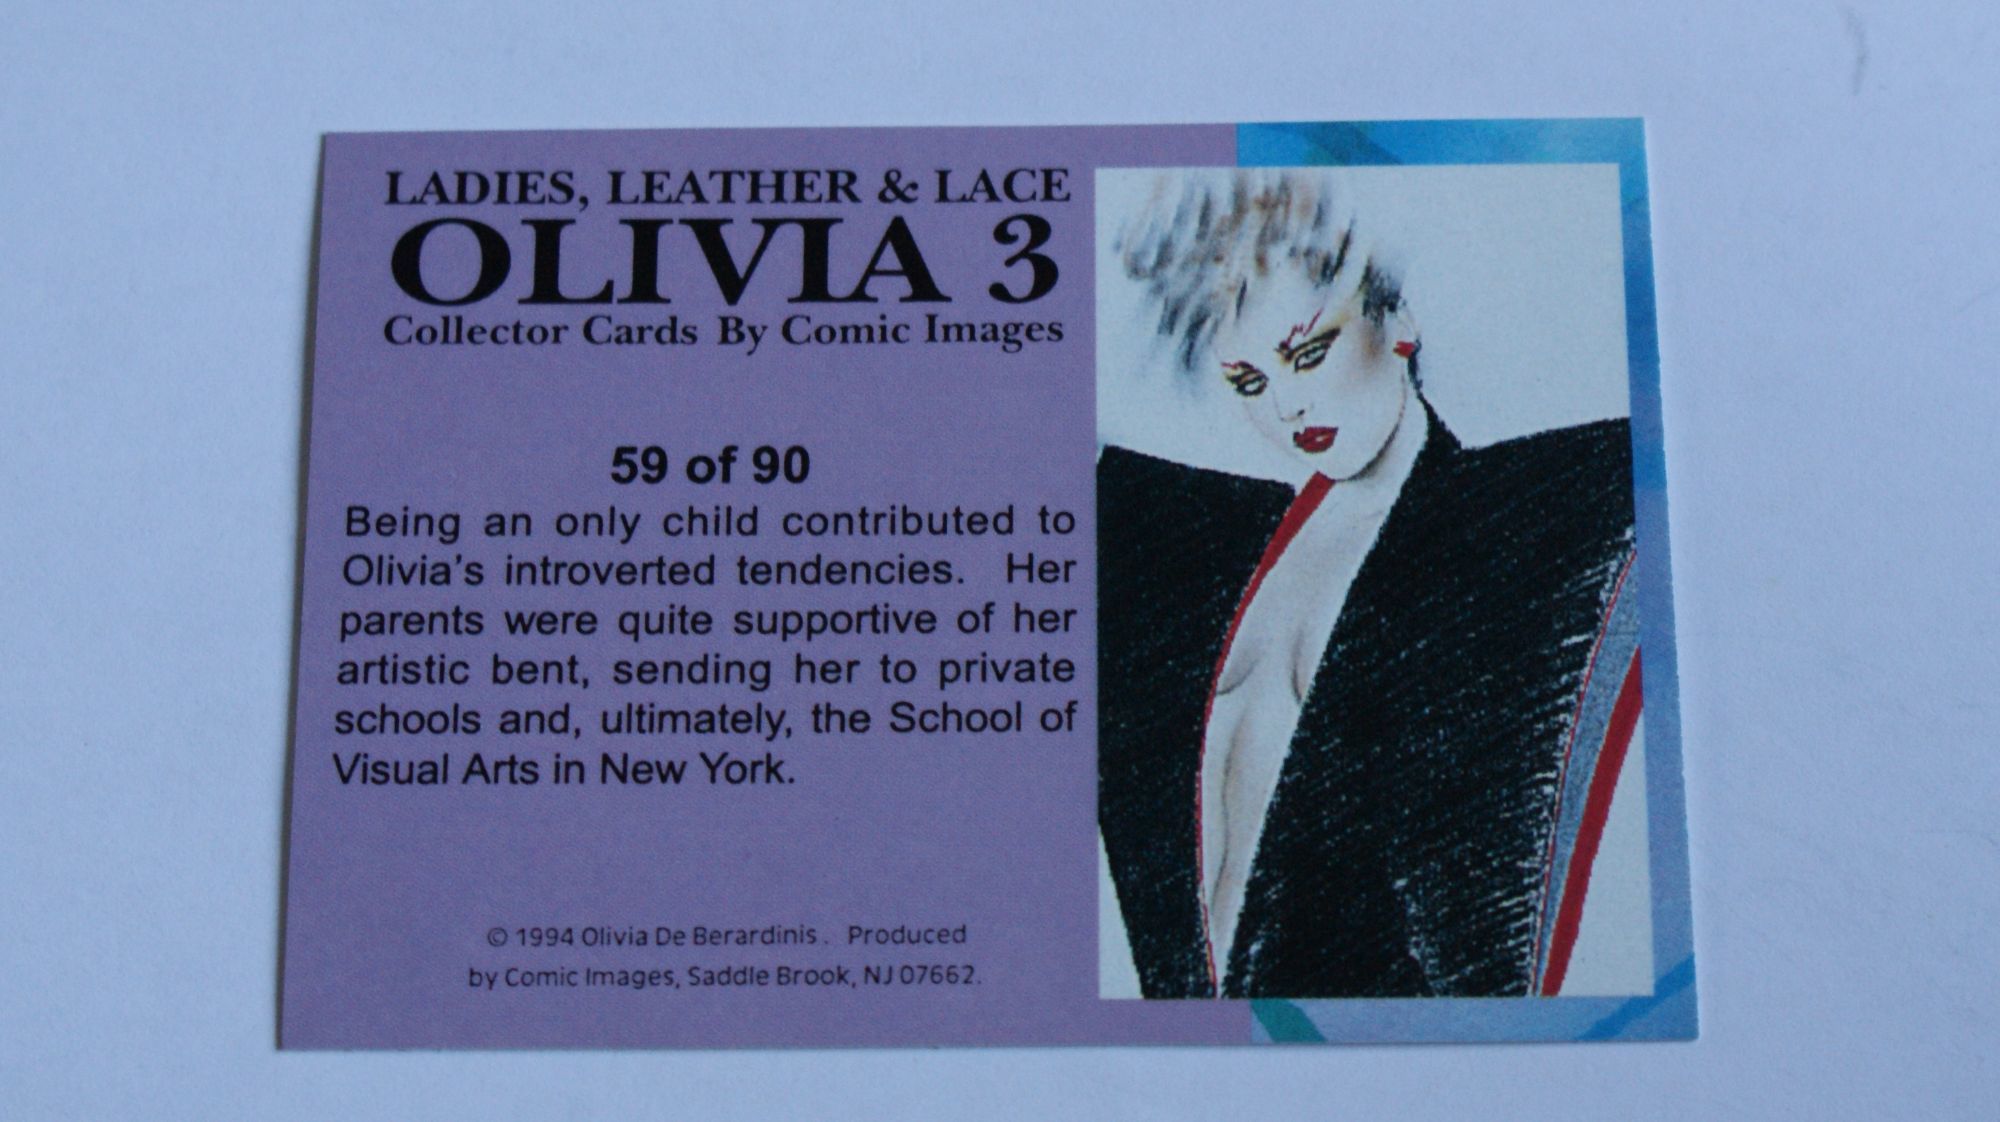 LADIES, LEATHER & LACE
OLIVIA 3
Collector Cards By Comic Images
59 of 90
Being an only child contributed to
Olivia's introverted tendencies. Her
parents were quite supportive of her
artistic bent, sending her to private
schools and, ultimately, the School of
Visual Arts in New York.
© 1994 Olivia De Berardinis. Produced
by Comic Images, Saddle Brook, NJ 07662.